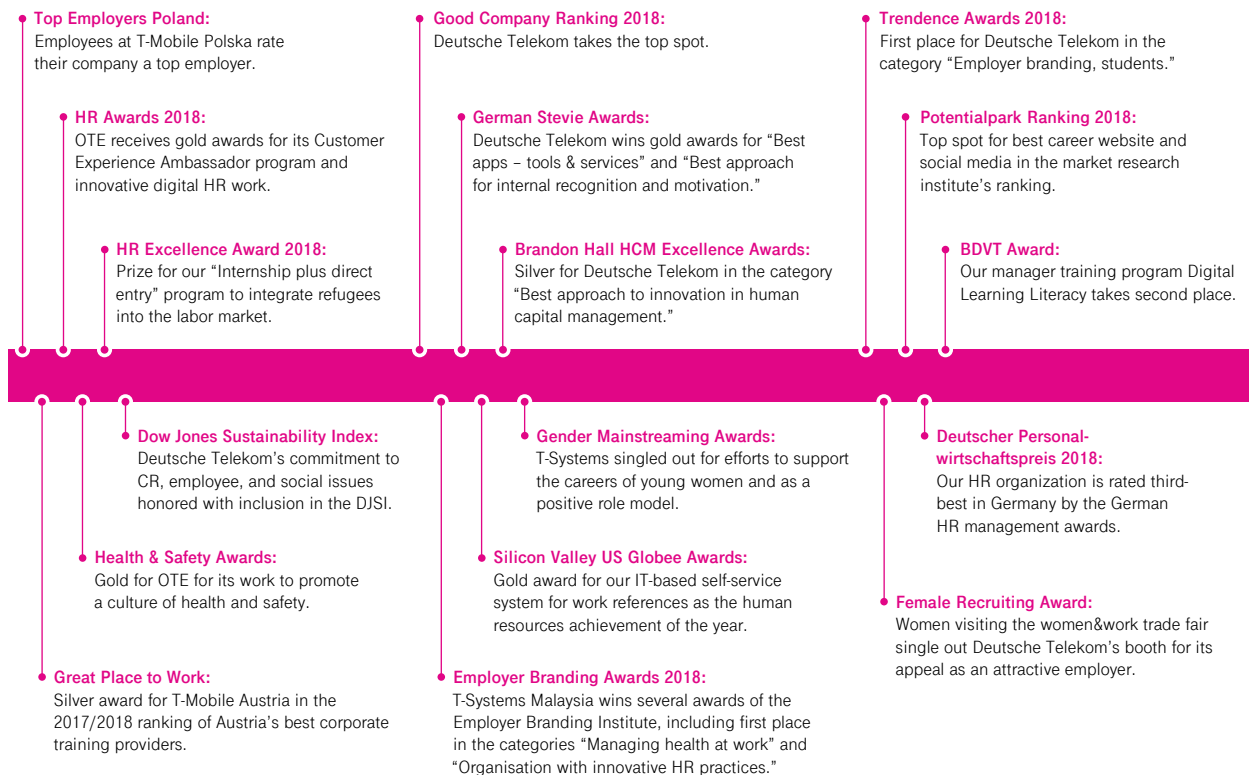 Top Employers Poland:
Employees at T-Mobile Polska rate
their company a top employer.
HR Awards 2018:
OTE receives gold awards for its Customer
Experience Ambassador program and
innovative digital HR work.
HR Excellence Award 2018:
Prize for our “Internship plus direct
entry” program to integrate refugees
into the labor market.
Good Company Ranking 2018:
Deutsche Telekom takes the top spot.
German Stevie Awards:
Deutsche Telekom wins gold awards for “Best
apps – tools & services” and “Best approach
for internal recognition and motivation.”
Brandon Hall HCM Excellence Awards:
Silver for Deutsche Telekom in the category
“Best approach to innovation in human
capital management.”
Trendence Awards 2018:
First place for Deutsche Telekom in the
category “Employer branding, students.”
Potentialpark Ranking 2018:
Top spot for best career website and
social media in the market research
institute’s ranking.
BDVT Award:
Our manager training program Digital
Learning Literacy takes second place.
Dow Jones Sustainability Index:
Deutsche Telekom’s commitment to
CR, employee, and social issues
honored with inclusion in the DJSI.
Health & Safety Awards:
Gold for OTE for its work to promote
a culture of health and safety.
Great Place to Work:
Silver award for T-Mobile Austria in the
2017/2018 ranking of Austria’s best corporate
training providers.
Gender Mainstreaming Awards:
T-Systems singled out for efforts to support
the careers of young women and as a
positive role model.
Silicon Valley US Globee Awards:
Gold award for our IT-based self-service
system for work references as the human
resources achievement of the year.
Employer Branding Awards 2018:
T-Systems Malaysia wins several awards of the
Employer Branding Institute, including first place
in the categories “Managing health at work” and
“Organisation with innovative HR practices.”
Deutscher Personal-
wirtschaftspreis 2018:
Our HR organization is rated third-
best in Germany by the German
HR management awards.
Female Recruiting Award:
Women visiting the women&work trade fair
single out Deutsche Telekom’s booth for its
appeal as an attractive employer.